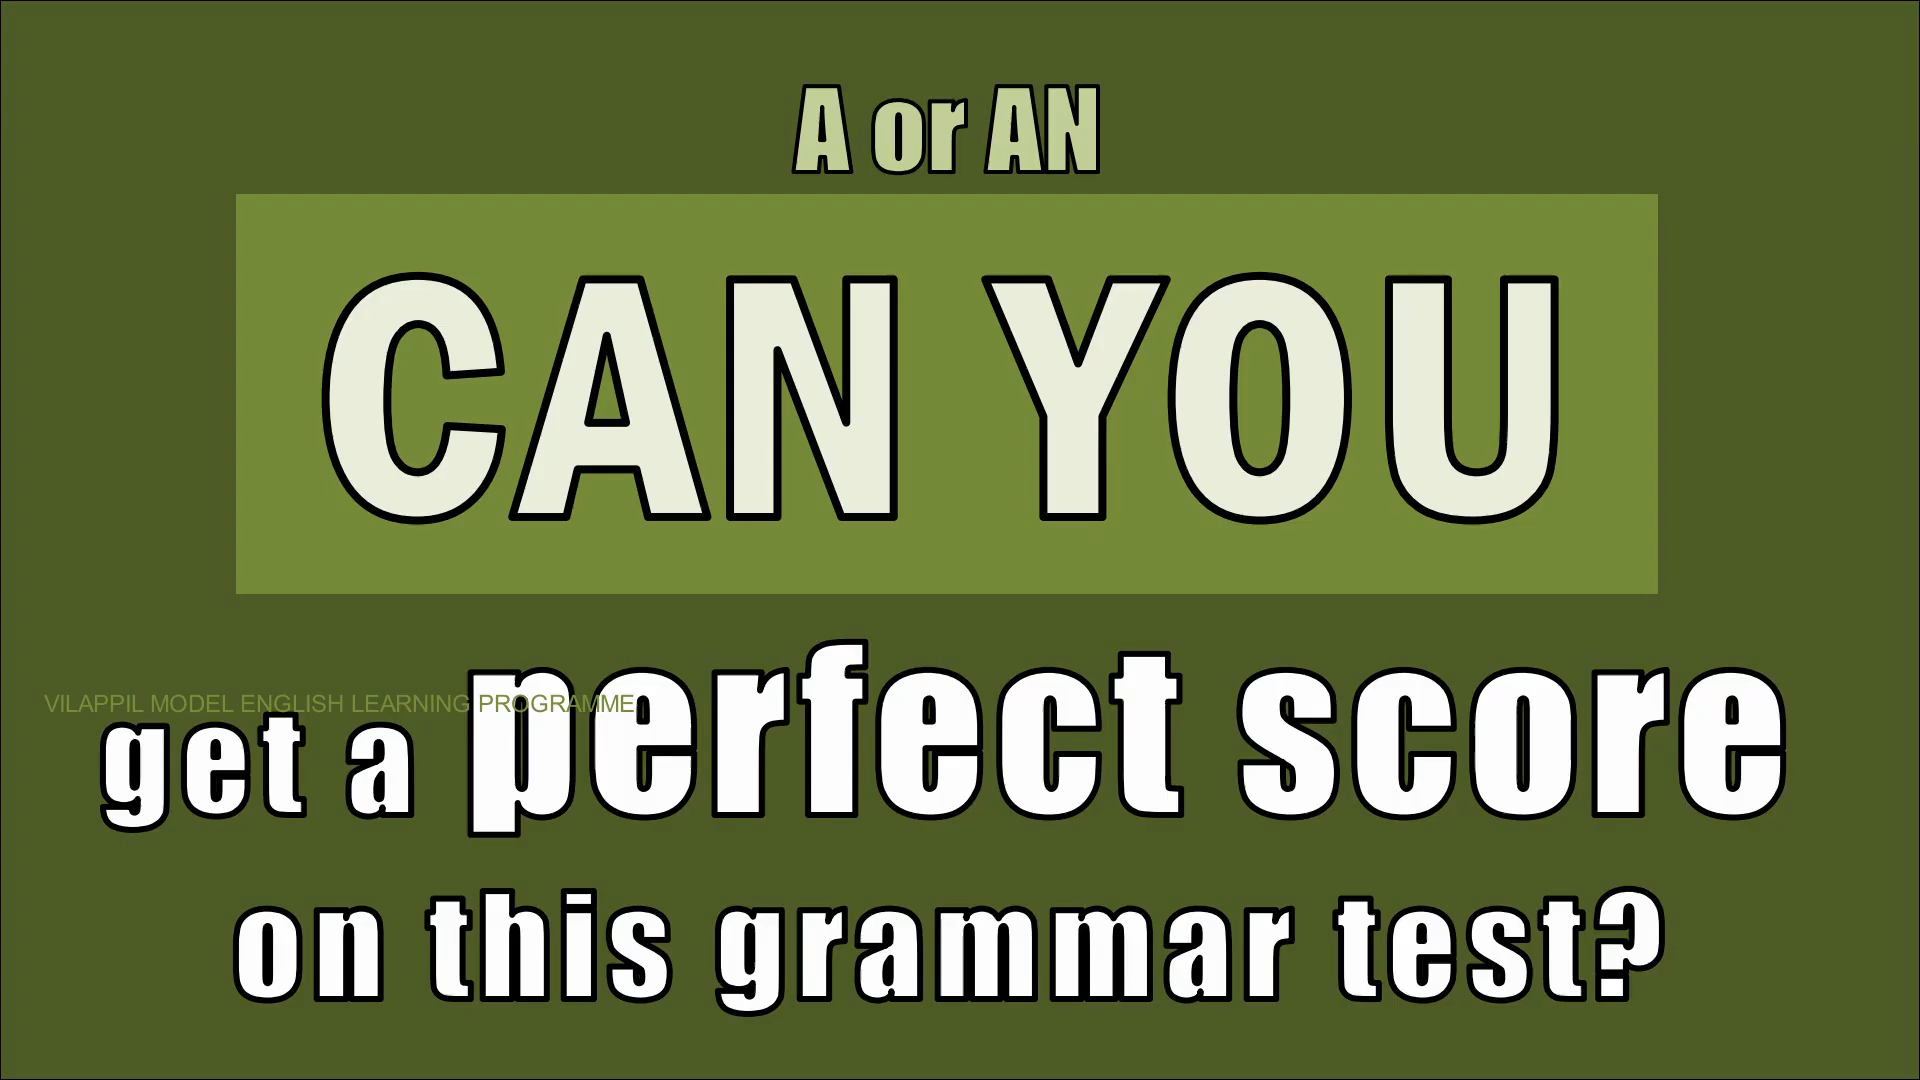 A or AN
CAN YOU
VILAPPIL MODEL ENGLISH LEARNING PROGRAMME
get a perfect score
on this grammar test?